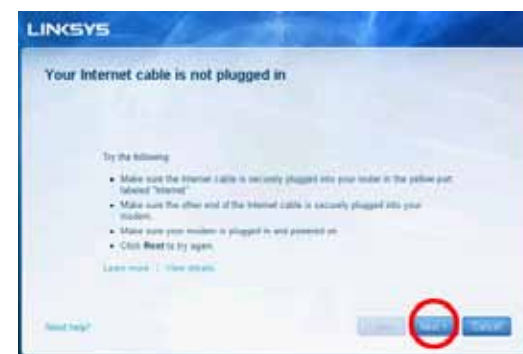 LINKSYS
Your Internet cable is not plugged in
Try the following:
Make sure the Internet cable is securely plugged into your router in the yellow port
labeled "Internet"
Make sure the other end of the Internet cable is securely plugged into your
modem.
Make sure your modem is plugged in and powered on
Click Next to try again.
Learn more | View details
Need help?
Next
Cancel